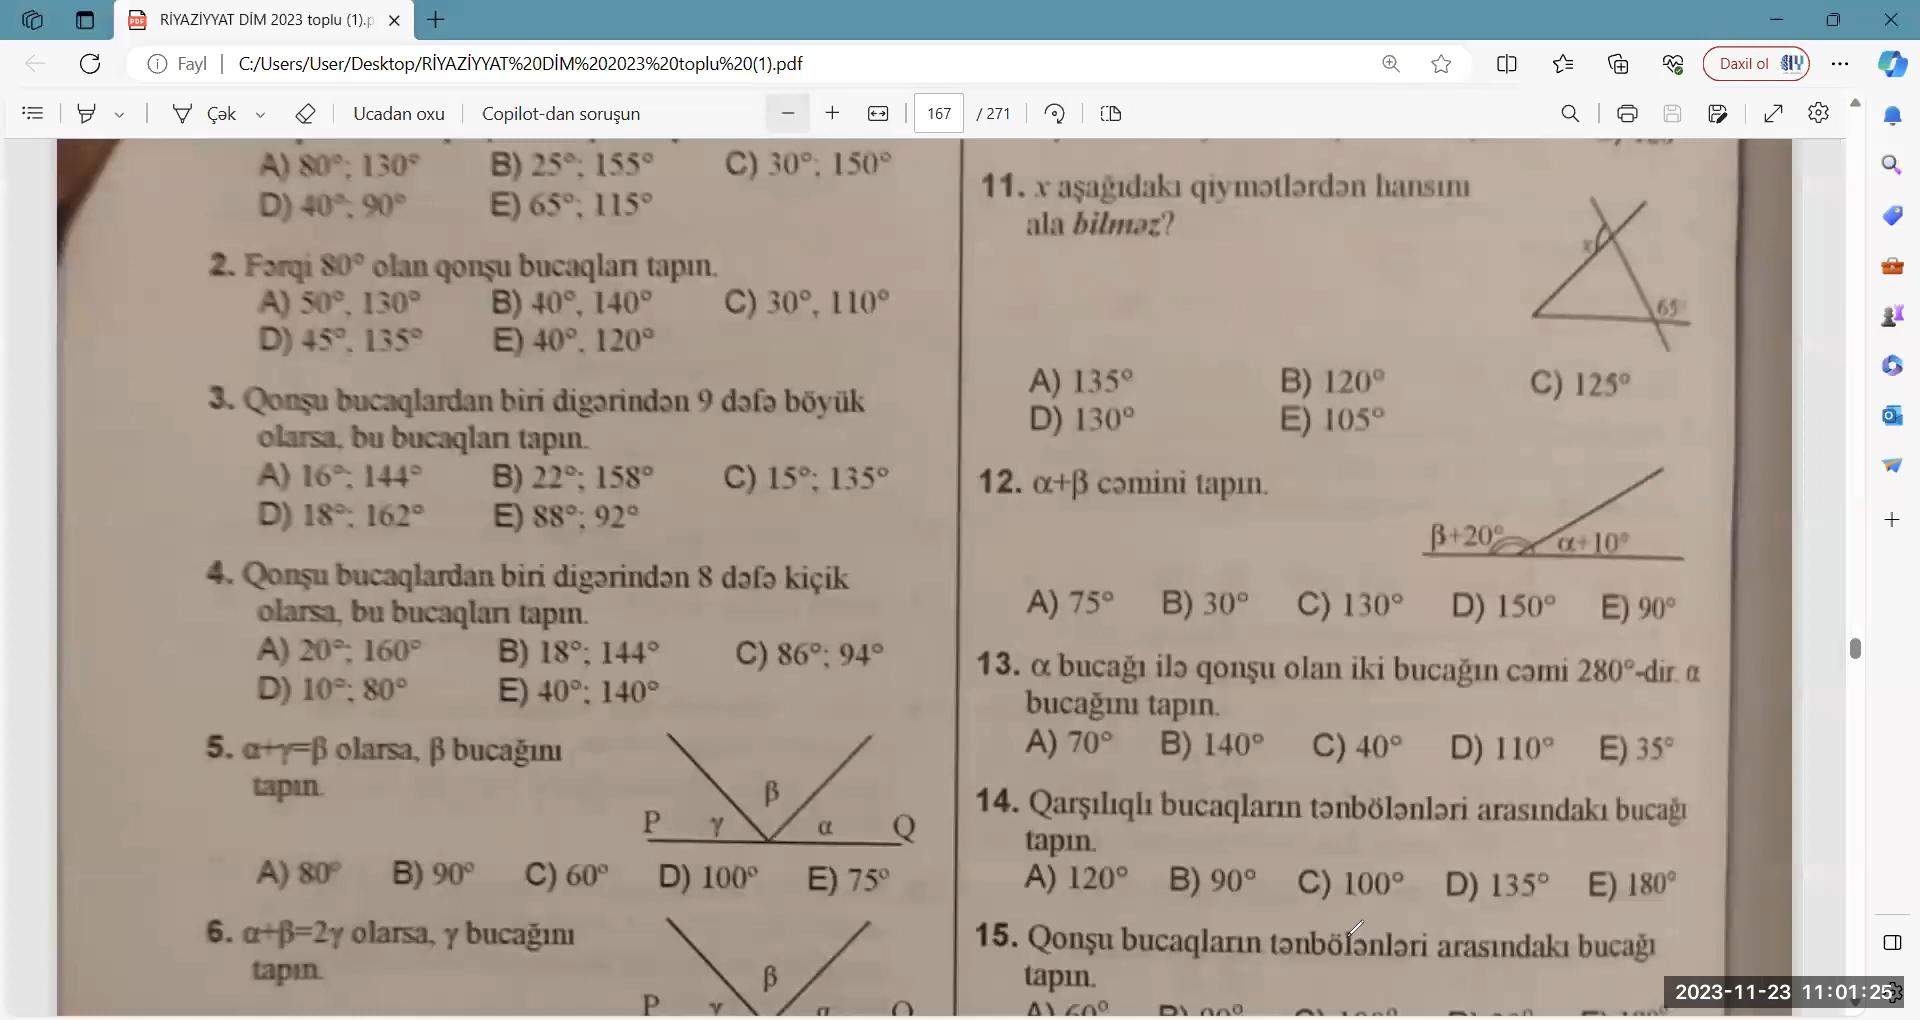 RİYAZİYYAT DİM 2023 toplu (1).p
Fayl
C:/Users/User/Desktop/RİYAZİYYAT%20DİM%202023%20toplu%20(1).pdf
Daxil ol
Çək
Ucadan oxu
Copilot-dan soruşun
167 / 271
A) 80°; 130° B) 25°; 155° C) 30°; 150°
D) 40°; 90° E) 65°; 115°
2. Fərqi 80° olan qonşu bucaqları tapın.
A) 50°, 130° B) 40°, 140° C) 30°, 110°
D) 45°, 135° E) 40°, 120°
3. Qonşu bucaqlardan biri digərindən 9 dəfə böyük
olarsa, bu bucaqları tapın.
A) 16°; 144° B) 22°; 158° C) 15°; 135°
D) 18°; 162° E) 88°; 92°
4. Qonşu bucaqlardan biri digərindən 8 dəfə kiçik
olarsa, bu bucaqları tapın.
A) 20°; 160° B) 18°; 144° C) 86°; 94°
D) 10°; 80° E) 40°; 140°
5. α+γ=β olarsa, β bucağını
tapın.
β
P γ α Q
A) 80° B) 90° C) 60° D) 100° E) 75°
6. α+β=2γ olarsa, γ bucağını
tapın.
β
P γ α Q
11. x aşağıdakı qiymətlərdən hansını
ala bilməz?
x
65°
A) 135° B) 120° C) 125°
D) 130° E) 105°
12. α+β cəmini tapın.
β+20° α+10°
A) 75° B) 30° C) 130° D) 150° E) 90°
13. α bucağı ilə qonşu olan iki bucağın cəmi 280°-dir. α
bucağını tapın.
A) 70° B) 140° C) 40° D) 110° E) 35°
14. Qarşılıqlı bucaqların tənbölənləri arasındakı bucağı
tapın.
A) 120° B) 90° C) 100° D) 135° E) 180°
15. Qonşu bucaqların tənbölənləri arasındakı bucağı
tapın.
2023-11-23 11:01:25